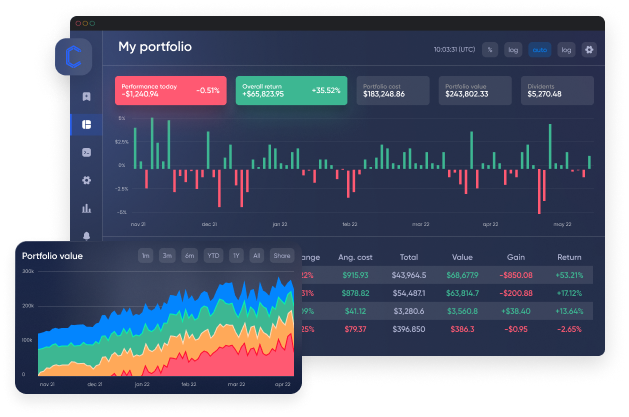 My portfolio
10:03:31 (UTC)
%
log
auto
log
Performance today
-$1,240.94
-0.51%
Overall return
+$65,823.95
+35.52%
Portfolio cost
$183,248.86
Portfolio value
$243,802.33
Dividends
$5,270.48
5%
$2,5%
0%
-2,5%
-5%
nov 21
dec 21
jan 22
feb 22
mar 22
apr 22
may 22
ange
Ang. cost
Total
Value
Gain
Return
22%
$915.93
$43,964.5
$68,677.9
-$850.08
+53.21%
31%
$878.82
$54,487.1
$63,814.7
-$200.88
+17.12%
09%
$41.12
$3,280.6
$3,560.8
+$38.40
+13.64%
25%
$79.37
$396.850
$386.3
-$0.95
-2.65%
Portfolio value
1m
3m
6m
YTD
1Y
All
Share
300k
200k
100k
0
nov 21
dec 21
jan 22
feb 22
mar 22
apr 22